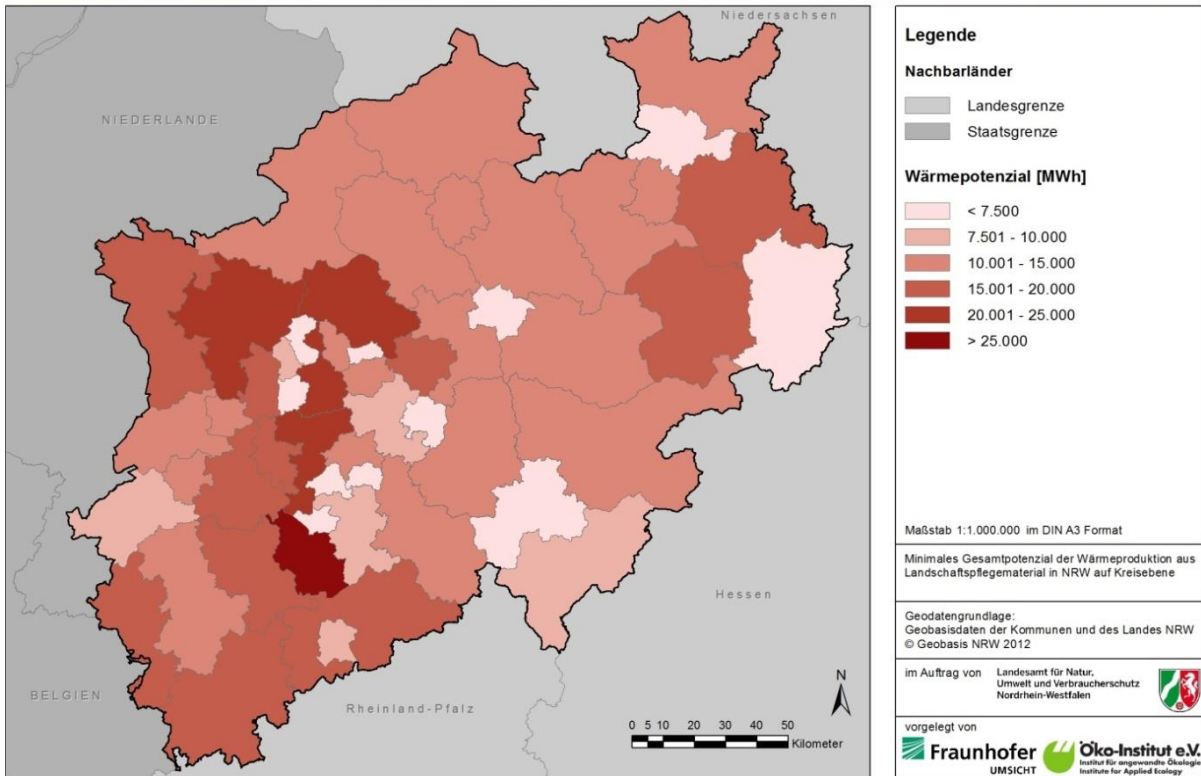 Niedersachsen
NIEDERLANDE
Hessen
BELGIEN
Rheinland-Pfalz
N
0 5 10 20 30 40 50
Kilometer
Legende
Nachbarländer
Landesgrenze
Staatsgrenze
Wärmepotenzial [MWh]
< 7.500
7.501 - 10.000
10.001 - 15.000
15.001 - 20.000
20.001 - 25.000
> 25.000
Maßstab 1:1.000.000 im DIN A3 Format
Minimales Gesamtpotenzial der Wärmeproduktion aus
Landschaftspflegematerial in NRW auf Kreisebene
Geodatengrundlage:
Geobasisdaten der Kommunen und des Landes NRW
© Geobasis NRW 2012
im Auftrag von
Landesamt für Natur,
Umwelt und Verbraucherschutz
Nordrhein-Westfalen
vorgelegt von
Fraunhofer
UMSICHT
Öko-Institut e.V.
Institut für angewandte Ökologie
Institute for Applied Ecology